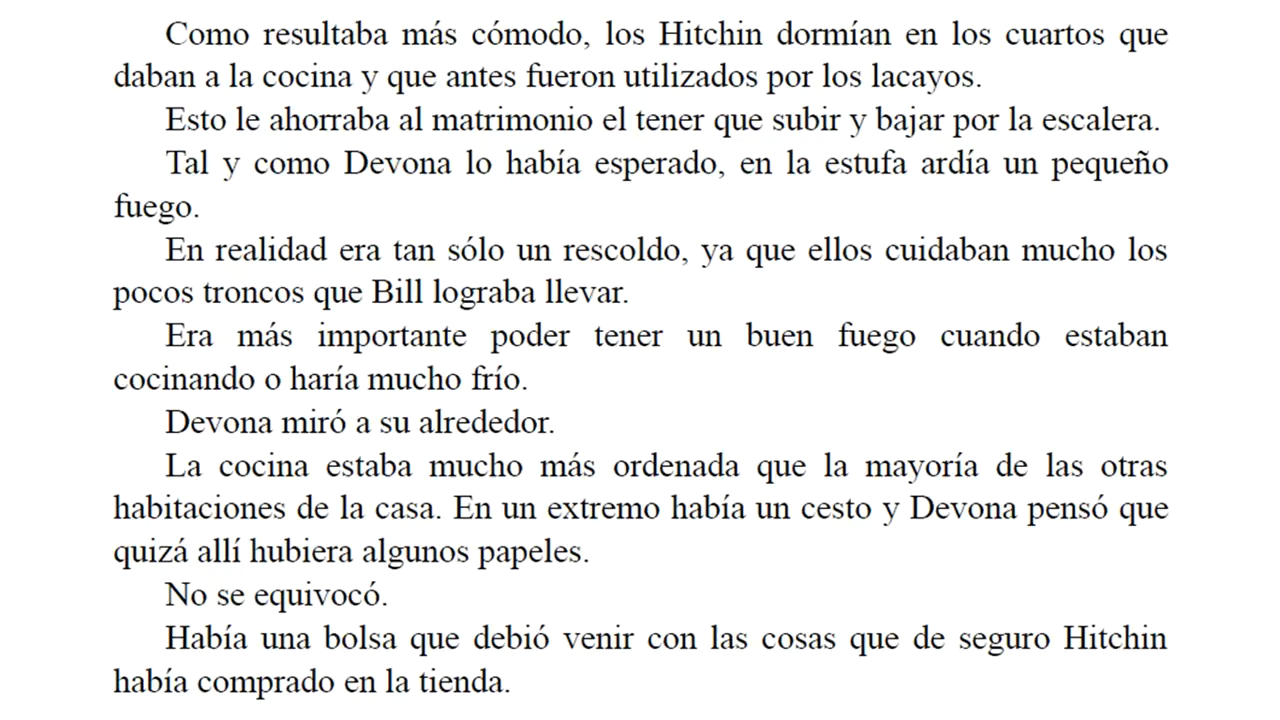 Como resultaba más cómodo, los Hitchin dormían en los cuartos que
daban a la cocina y que antes fueron utilizados por los lacayos.
Esto le ahorraba al matrimonio el tener que subir y bajar por la escalera.
Tal y como Devona lo había esperado, en la estufa ardía un pequeño
fuego.
En realidad era tan sólo un rescoldo, ya que ellos cuidaban mucho los
pocos troncos que Bill lograba llevar.
Era más importante poder tener un buen fuego cuando estaban
cocinando o haría mucho frío.
Devona miró a su alrededor.
La cocina estaba mucho más ordenada que la mayoría de las otras
habitaciones de la casa. En un extremo había un cesto y Devona pensó que
quizá allí hubiera algunos papeles.
No se equivocó.
Había una bolsa que debió venir con las cosas que de seguro Hitchin
había comprado en la tienda.